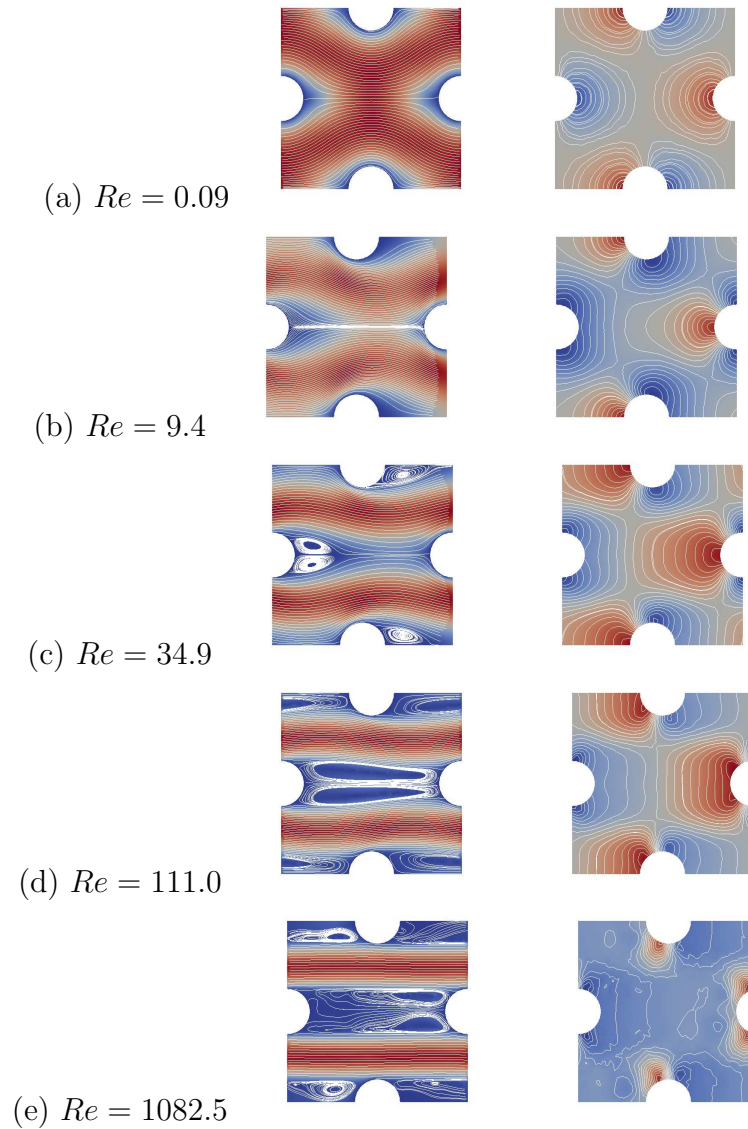 (a) Re = 0.09
(b) Re = 9.4
(c) Re = 34.9
(d) Re = 111.0
(e) Re = 1082.5